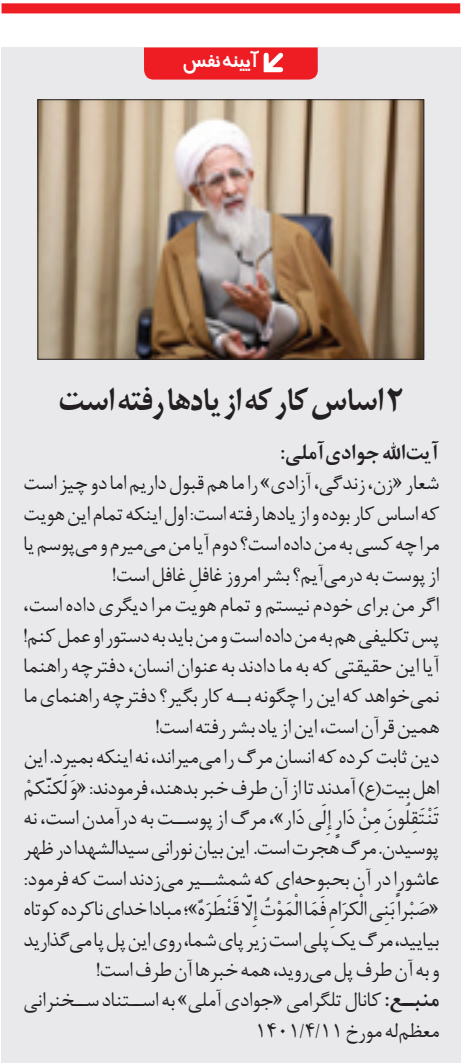 آیینه نفس
۲ اساس کار که از یادها رفته است
آیت‌الله جوادی آملی:
شعار «زن، زندگی، آزادی» را ما هم قبول داریم اما دو چیز است
که اساس کار بوده و از یادها رفته است: اول اینکه تمام این هویت
مرا چه کسی به من داده است؟ دوم آیا من می‌میرم و می‌پوسم یا
از پوست به درمی‌آیم؟ بشر امروز غافلِ غافل است!
اگر من برای خودم نیستم و تمام هویت مرا دیگری داده است،
پس تکلیفی هم به من داده است و من باید به دستور او عمل کنم!
آیا این حقیقتی که به ما دادند به عنوان انسان، دفترچه راهنما
نمی‌خواهد که این را چگونه بــه کار بگیر؟ دفترچه راهنمای ما
همین قرآن است، این از یاد بشر رفته است!
دین ثابت کرده که انسان مرگ را می‌میراند، نه اینکه بمیرد. این
اهل بیت(ع) آمدند تا از آن طرف خبر بدهند، فرمودند: «وَ لَکنّکمْ
تَنْتَقِلُونَ مِنْ دَارٍ إِلَی دَار»، مرگ از پوســت به درآمدن است، نه
پوسیدن. مرگ هجرت است. این بیان نورانی سیدالشهدا در ظهر
عاشورا در آن بحبوحه‌ای که شمشــیر می‌زدند است که فرمود:
«صَبْراً بَنِی الْکرَامِ فَمَا الْمَوْتُ إِلّا قَنْطَرَهٌ»؛ مبادا خدای ناکرده کوتاه
بیایید، مرگ یک پلی است زیر پای شما، روی این پل پا می‌گذارید
و به آن طرف پل می‌روید، همه خبرها آن طرف است!
منبــع: کانال تلگرامی «جوادی آملی» به اســتناد ســخنرانی
معظم‌له مورخ ۱۴۰۱/۴/۱۱